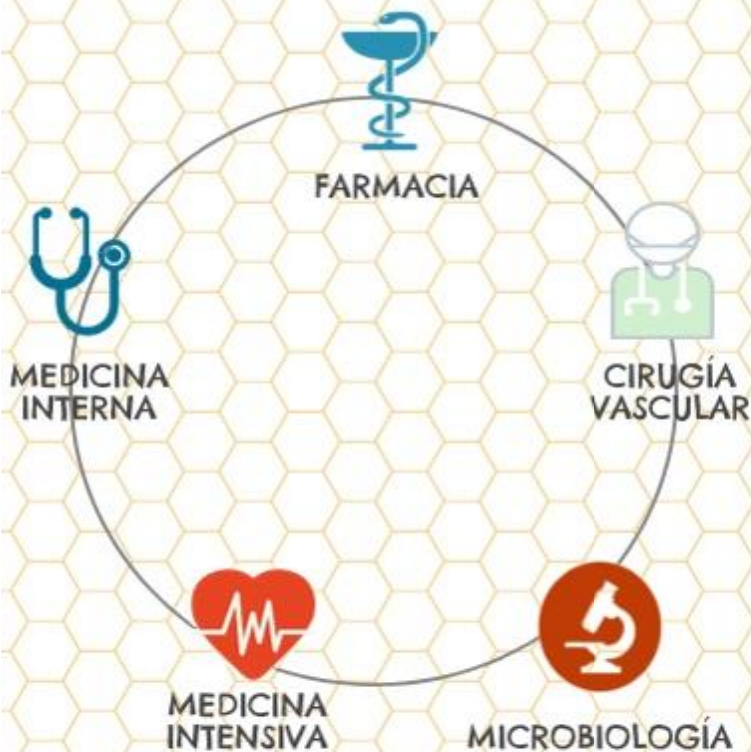 FARMACIA
MEDICINA
INTERNA
CIRUGÍA
VASCULAR
MEDICINA
INTENSIVA
MICROBIOLOGÍA